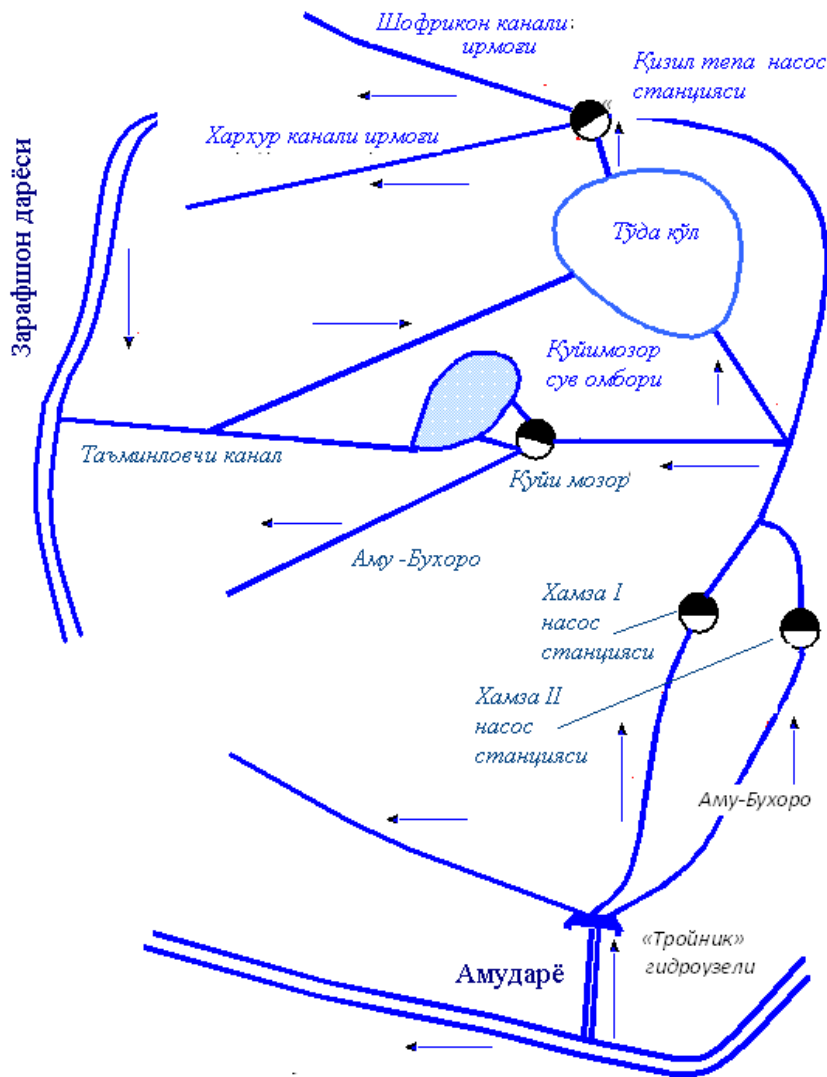 Шофрикон канали:
ирмоғи
Қизил тепа насос
станцияси
«
Хархур канали ирмоғи
Тўда кўл
Зарафшон дарёси
Қуйимозор
сув омбори
Таъминловчи канал
Қуйи мозор
Аму -Бухоро
Хамза I
насос
станцияси
Хамза II
насос
станцияси
Аму-Бухоро
«Тройник»
гидроузели
Амударё